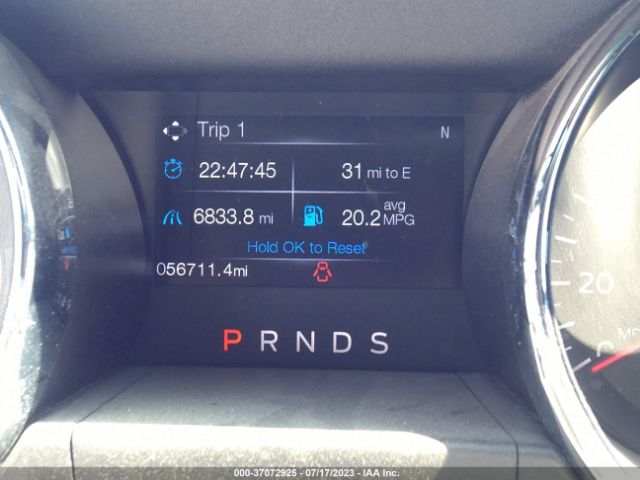 Trip 1 N
22:47:45 31 mi to E
6833.8 mi 20.2 avg MPG
Hold OK to Reset
056711.4mi
P R N D S
20
0
000-37072925 - 07/17/2023 - IAA Inc.